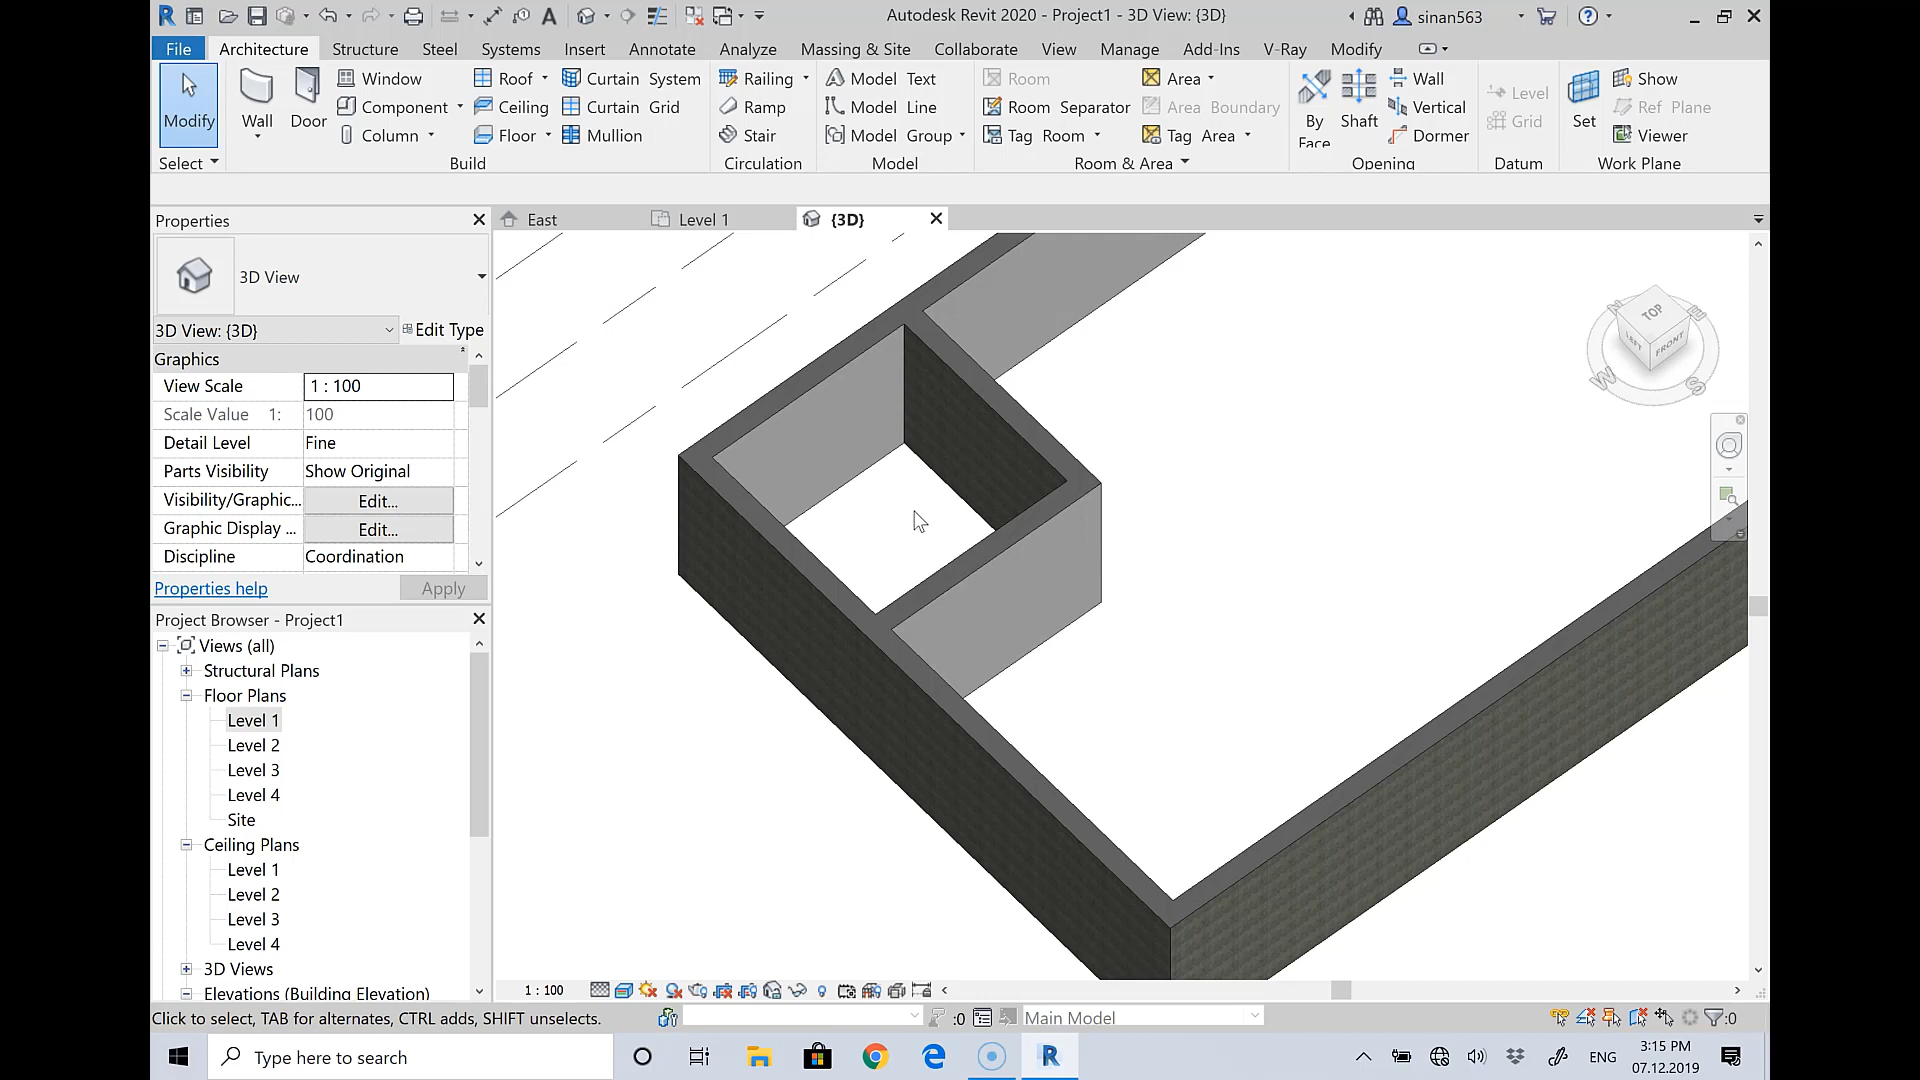 Autodesk Revit 2020 - Project1 - 3D View: {3D}
sinan563
File Architecture Structure Steel Systems Insert Annotate Analyze Massing & Site Collaborate View Manage Add-Ins V-Ray Modify
Modify
Wall
Door
Window
Component
Column
Roof
Ceiling
Floor
Curtain System
Curtain Grid
Mullion
Railing
Ramp
Stair
Model Text
Model Line
Model Group
Room
Room Separator
Tag Room
Area
Area Boundary
Tag Area
By Face
Shaft
Wall
Vertical
Dormer
Level
Grid
Set
Show
Ref Plane
Viewer
Select Build Circulation Model Room & Area Opening Datum Work Plane
Properties
3D View
3D View: {3D} Edit Type
Graphics
View Scale 1 : 100
Scale Value 1: 100
Detail Level Fine
Parts Visibility Show Original
Visibility/Graphic... Edit...
Graphic Display ... Edit...
Discipline Coordination
Properties help Apply
Project Browser - Project1
Views (all)
Structural Plans
Floor Plans
Level 1
Level 2
Level 3
Level 4
Site
Ceiling Plans
Level 1
Level 2
Level 3
Level 4
3D Views
Elevations (Building Elevation)
East Level 1 {3D}
TOP
LEFT FRONT
N E
W S
1 : 100
Click to select, TAB for alternates, CTRL adds, SHIFT unselects.
:0 Main Model :0
Type here to search
ENG
3:15 PM
07.12.2019